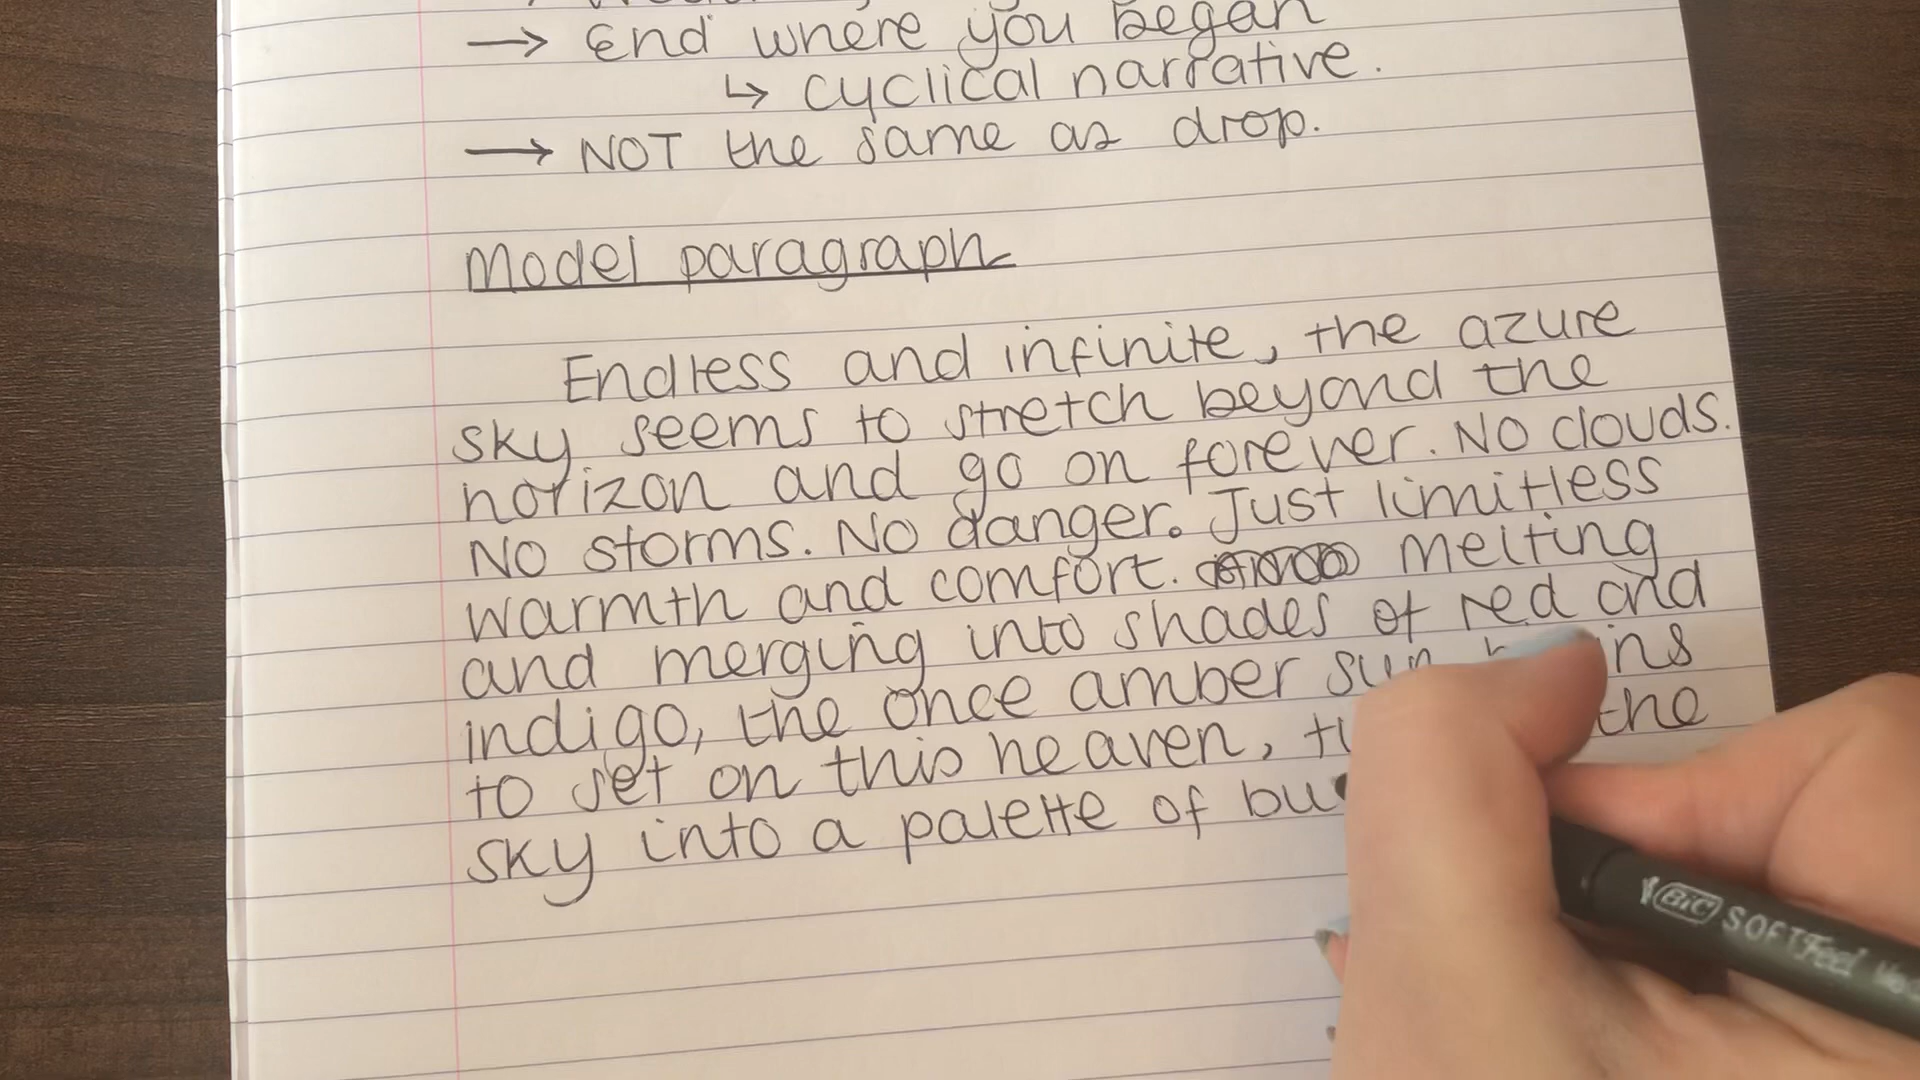 → End where you began
↳ cyclical narrative.
→ NOT the same as drop.
Model paragraph
Endless and infinite, the azure
sky seems to stretch beyond the
horizon and go on forever. No clouds.
No storms. No danger. Just limitless
warmth and comfort. Melting
and merging into shades of red and
indigo, the once amber sun
to set on this heaven, the
sky into a palette of
BIC SOFTFeel